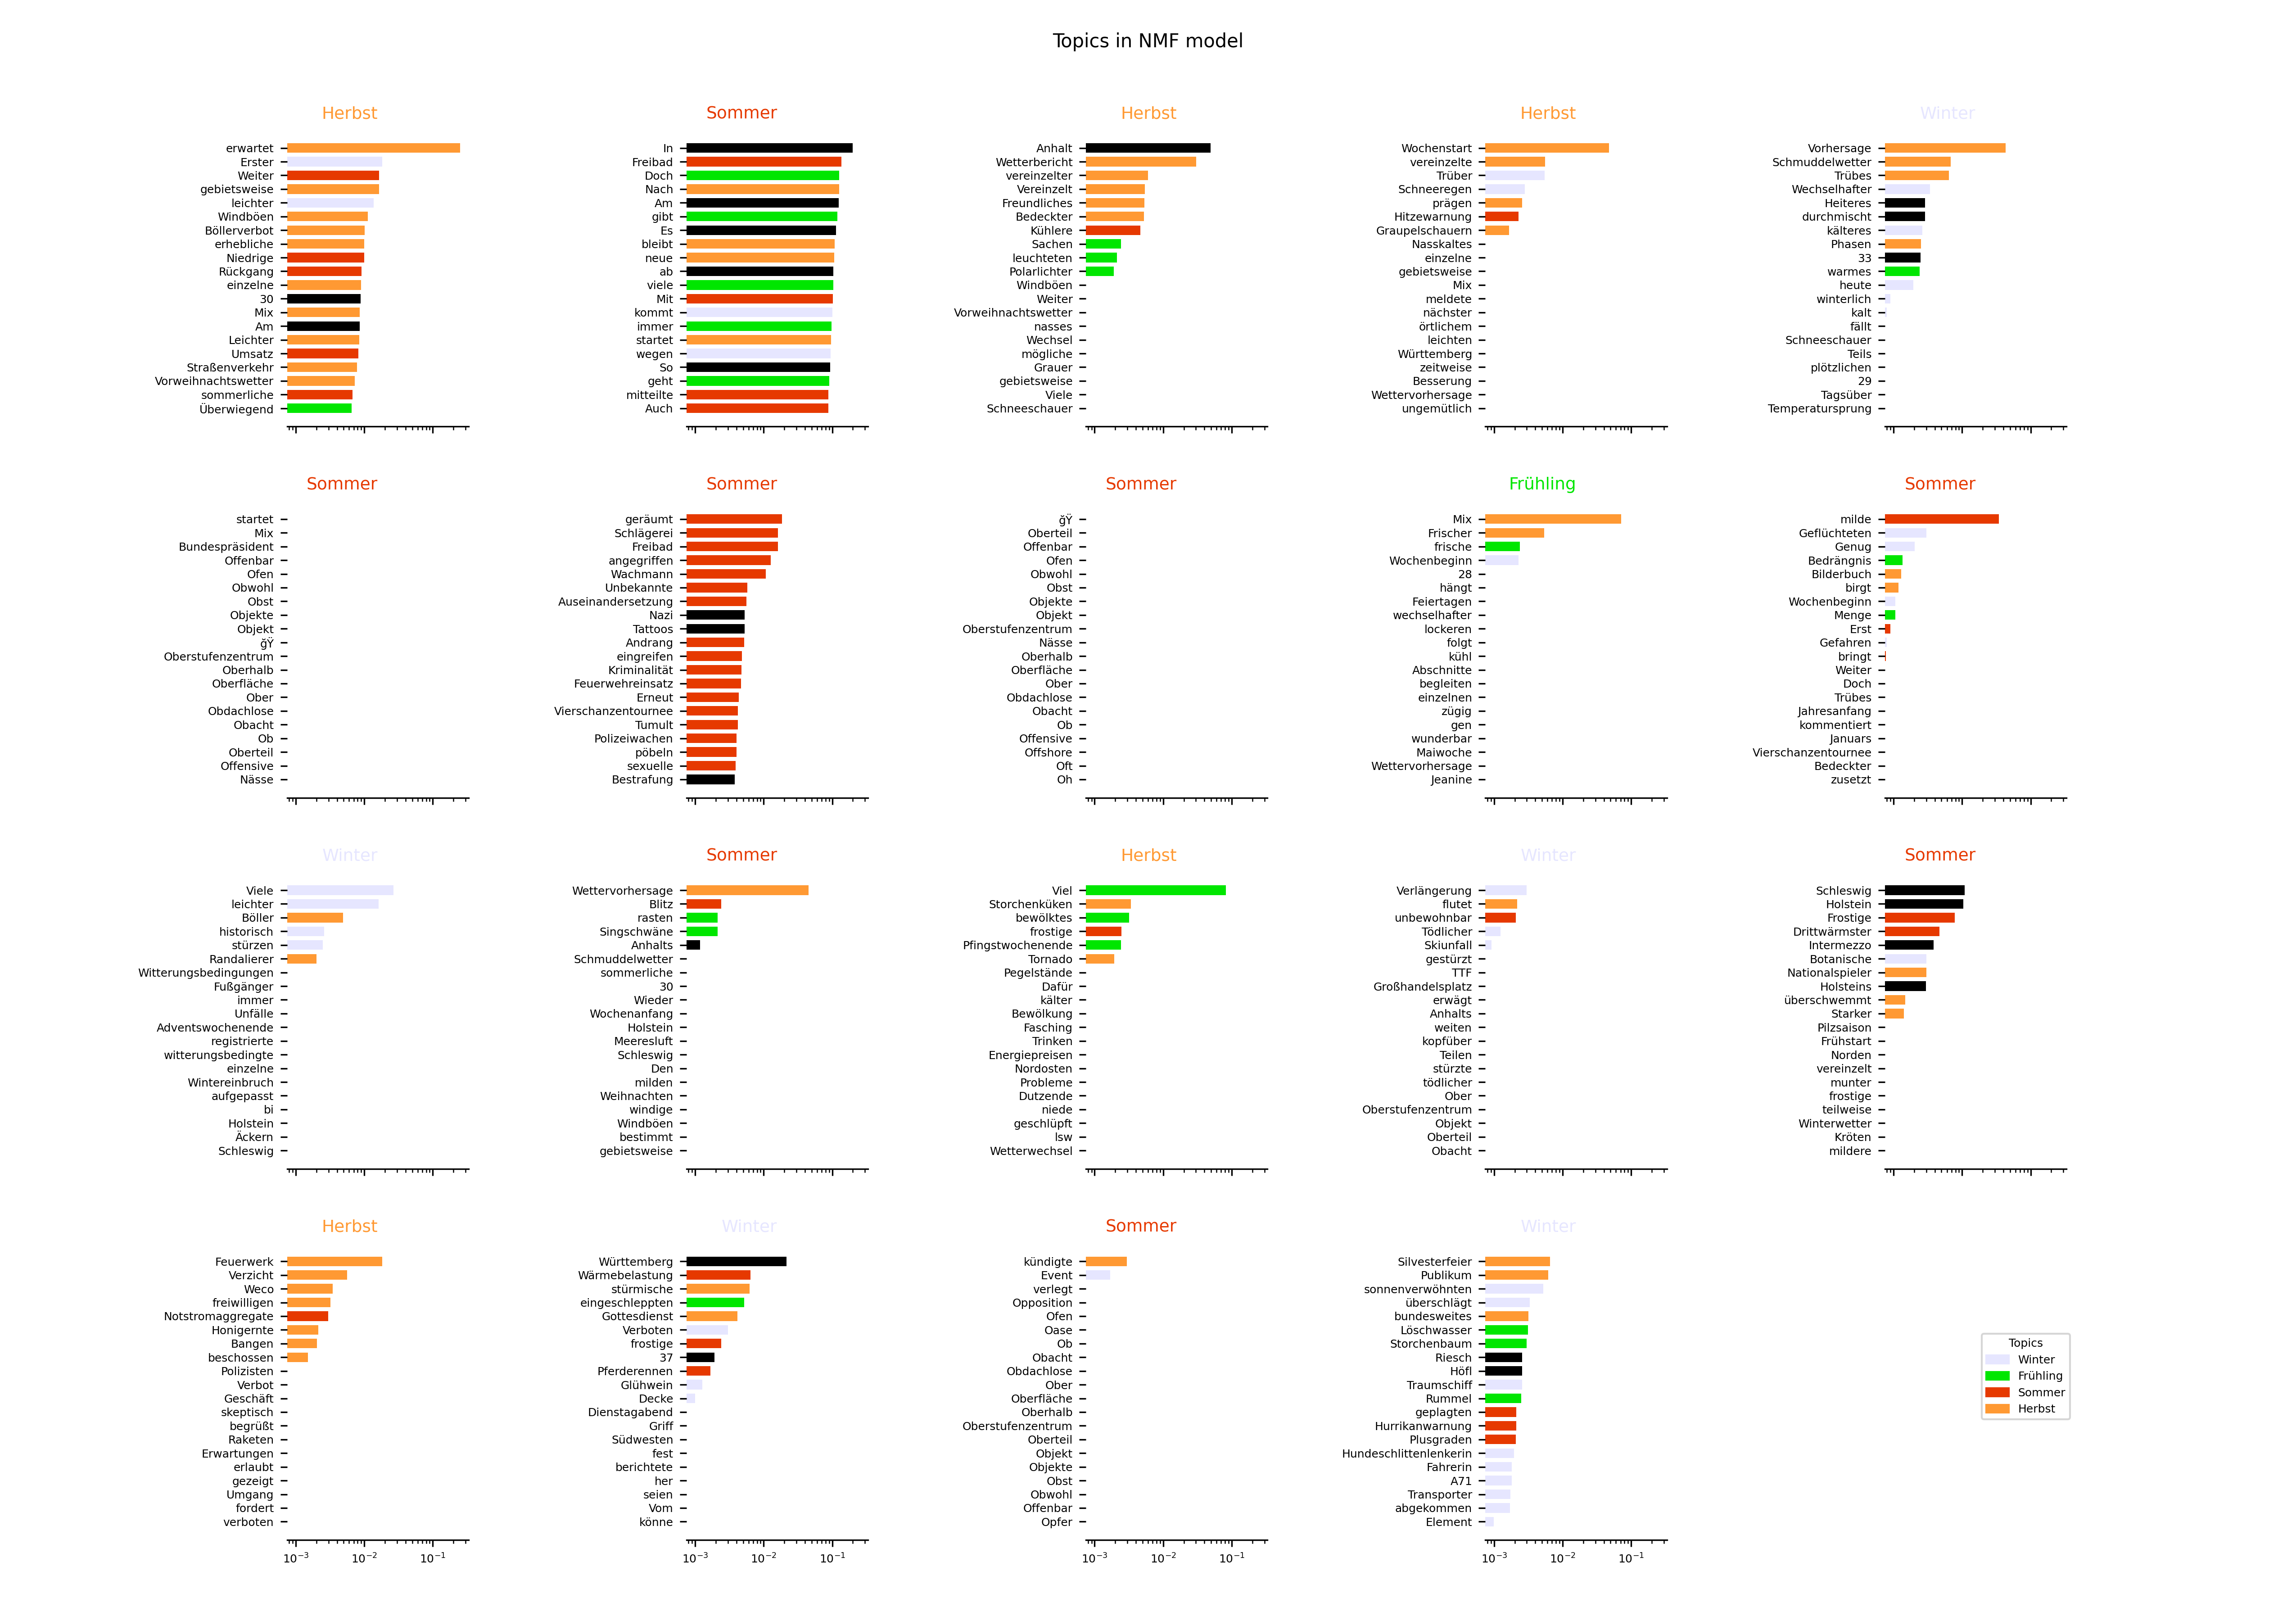 Topics in NMF model
Herbst
erwartet
Erster
Weiter
gebietsweise
leichter
Windböen
Böllerverbot
erhebliche
Niedrige
Rückgang
einzelne
30
Mix
Am
Leichter
Umsatz
Straßenverkehr
Vorweihnachtswetter
sommerliche
Überwiegend
Sommer
In
Freibad
Doch
Nach
Am
gibt
Es
bleibt
neue
ab
viele
Mit
kommt
immer
startet
wegen
So
geht
mitteilte
Auch
Herbst
Anhalt
Wetterbericht
vereinzelter
Vereinzelt
Freundliches
Bedeckter
Kühlere
Sachen
leuchteten
Polarlichter
Windböen
Weiter
Vorweihnachtswetter
nasses
Wechsel
mögliche
Grauer
gebietsweise
Viele
Schneeschauer
Herbst
Wochenstart
vereinzelte
Trüber
Schneeregen
prägen
Hitzewarnung
Graupelschauern
Nasskaltes
einzelne
gebietsweise
Mix
meldete
nächster
örtlichem
leichten
Württemberg
zeitweise
Besserung
Wettervorhersage
ungemütlich
Winter
Vorhersage
Schmuddelwetter
Trübes
Wechselhafter
Heiteres
durchmischt
kälteres
Phasen
33
warmes
heute
winterlich
kalt
fällt
Schneeschauer
Teils
plötzlichen
29
Tagsüber
Temperatursprung
Sommer
startet
Mix
Bundespräsident
Offenbar
Ofen
Obwohl
Obst
Objekte
Objekt
ğŸ
Oberstufenzentrum
Oberhalb
Oberfläche
Ober
Obdachlose
Obacht
Ob
Oberteil
Offensive
Nässe
Sommer
geräumt
Schlägerei
Freibad
angegriffen
Wachmann
Unbekannte
Auseinandersetzung
Nazi
Tattoos
Andrang
eingreifen
Kriminalität
Feuerwehreinsatz
Erneut
Vierschanzentournee
Tumult
Polizeiwachen
pöbeln
sexuelle
Bestrafung
Sommer
ğŸ
Oberteil
Offenbar
Ofen
Obwohl
Obst
Objekte
Objekt
Oberstufenzentrum
Nässe
Oberhalb
Oberfläche
Ober
Obdachlose
Obacht
Ob
Offensive
Offshore
Oft
Oh
Frühling
Mix
Frischer
frische
Wochenbeginn
28
hängt
Feiertagen
wechselhafter
lockeren
folgt
kühl
Abschnitte
begleiten
einzelnen
zügig
gen
wunderbar
Maiwoche
Wettervorhersage
Jeanine
Sommer
milde
Geflüchteten
Genug
Bedrängnis
Bilderbuch
birgt
Wochenbeginn
Menge
Erst
Gefahren
bringt
Weiter
Doch
Trübes
Jahresanfang
kommentiert
Januars
Vierschanzentournee
Bedeckter
zusetzt
Winter
Viele
leichter
Böller
historisch
stürzen
Randalierer
Witterungsbedingungen
Fußgänger
immer
Unfälle
Adventswochenende
registrierte
witterungsbedingte
einzelne
Wintereinbruch
aufgepasst
bi
Holstein
Äckern
Schleswig
Sommer
Wettervorhersage
Blitz
rasten
Singschwäne
Anhalts
Schmuddelwetter
sommerliche
30
Wieder
Wochenanfang
Holstein
Meeresluft
Schleswig
Den
milden
Weihnachten
windige
Windböen
bestimmt
gebietsweise
Herbst
Viel
Storchenküken
bewölktes
frostige
Pfingstwochenende
Tornado
Pegelstände
Dafür
kälter
Bewölkung
Fasching
Trinken
Energiepreisen
Nordosten
Probleme
Dutzende
niede
geschlüpft
lsw
Wetterwechsel
Winter
Verlängerung
flutet
unbewohnbar
Tödlicher
Skiunfall
gestürzt
TTF
Großhandelsplatz
erwägt
Anhalts
weiten
kopfüber
Teilen
stürzte
tödlicher
Ober
Oberstufenzentrum
Objekt
Oberteil
Obacht
Sommer
Schleswig
Holstein
Frostige
Drittwärmster
Intermezzo
Botanische
Nationalspieler
Holsteins
überschwemmt
Starker
Pilzsaison
Frühstart
Norden
vereinzelt
munter
frostige
teilweise
Winterwetter
Kröten
mildere
Herbst
Feuerwerk
Verzicht
Weco
freiwilligen
Notstromaggregate
Honigernte
Bangen
beschossen
Polizisten
Verbot
Geschäft
skeptisch
begrüßt
Raketen
Erwartungen
erlaubt
gezeigt
Umgang
fordert
verboten
10⁻³ 10⁻² 10⁻¹
Winter
Württemberg
Wärmebelastung
stürmische
eingeschleppten
Gottesdienst
Verboten
frostige
37
Pferderennen
Glühwein
Decke
Dienstagabend
Griff
Südwesten
fest
berichtete
her
seien
Vom
könne
10⁻³ 10⁻² 10⁻¹
Sommer
kündigte
Event
verlegt
Opposition
Ofen
Oase
Ob
Obacht
Obdachlose
Ober
Oberfläche
Oberhalb
Oberstufenzentrum
Oberteil
Objekt
Objekte
Obst
Obwohl
Offenbar
Opfer
10⁻³ 10⁻² 10⁻¹
Winter
Silvesterfeier
Publikum
sonnenverwöhnten
überschlägt
bundesweites
Löschwasser
Storchenbaum
Riesch
Höfl
Traumschiff
Rummel
geplagten
Hurrikanwarnung
Plusgraden
Hundeschlittenlenkerin
Fahrerin
A71
Transporter
abgekommen
Element
10⁻³ 10⁻² 10⁻¹
Topics
Winter
Frühling
Sommer
Herbst